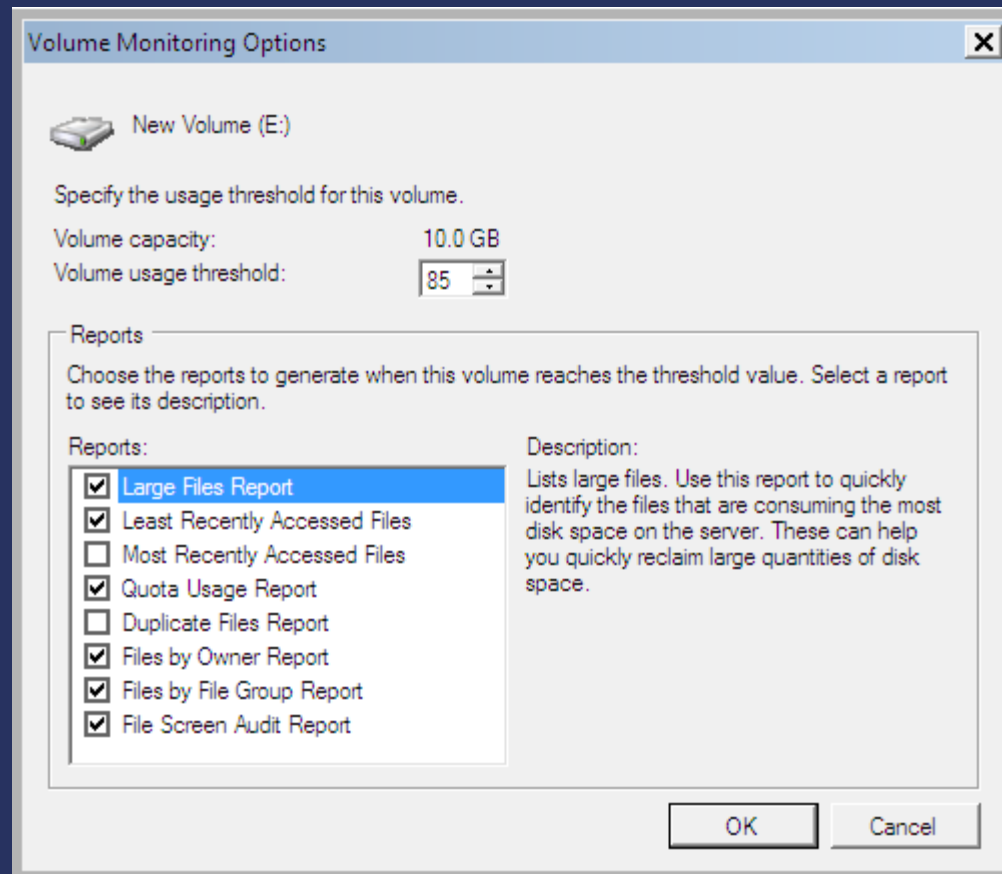 Volume Monitoring Options
New Volume (E:)
Specify the usage threshold for this volume.
Volume capacity: 10.0 GB
Volume usage threshold: 85
Reports
Choose the reports to generate when this volume reaches the threshold value. Select a report
to see its description.
Reports:
Large Files Report
Least Recently Accessed Files
Most Recently Accessed Files
Quota Usage Report
Duplicate Files Report
Files by Owner Report
Files by File Group Report
File Screen Audit Report
Description:
Lists large files. Use this report to quickly
identify the files that are consuming the most
disk space on the server. These can help
you quickly reclaim large quantities of disk
space.
OK
Cancel